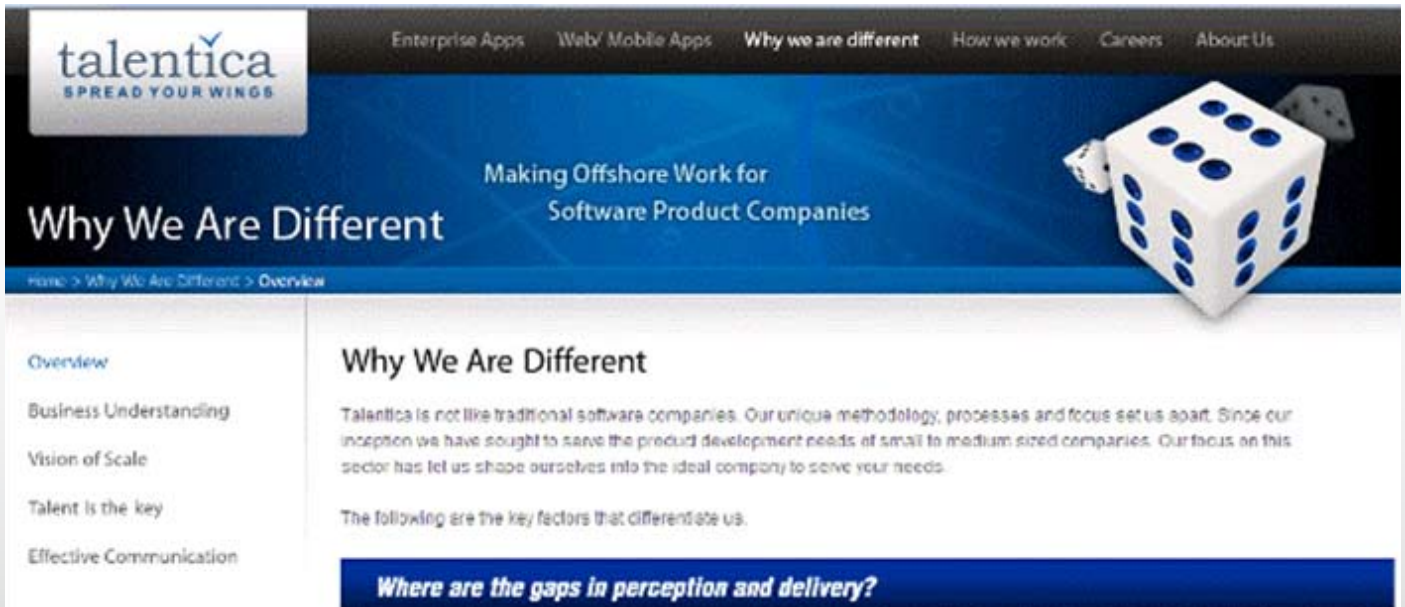 talentica
SPREAD YOUR WINGS
Enterprise Apps Web/ Mobile Apps Why we are different How we work Careers About Us
Making Offshore Work for
Software Product Companies
Why We Are Different
Home > Why We Are Different > Overview
Overview
Business Understanding
Vision of Scale
Talent is the key
Effective Communication
Why We Are Different
Talentica is not like traditional software companies. Our unique methodology, processes and focus set us apart. Since our
inception we have sought to serve the product development needs of small to medium sized companies. Our focus on this
sector has let us shape ourselves into the ideal company to serve your needs.
The following are the key factors that differentiate us.
Where are the gaps in perception and delivery?